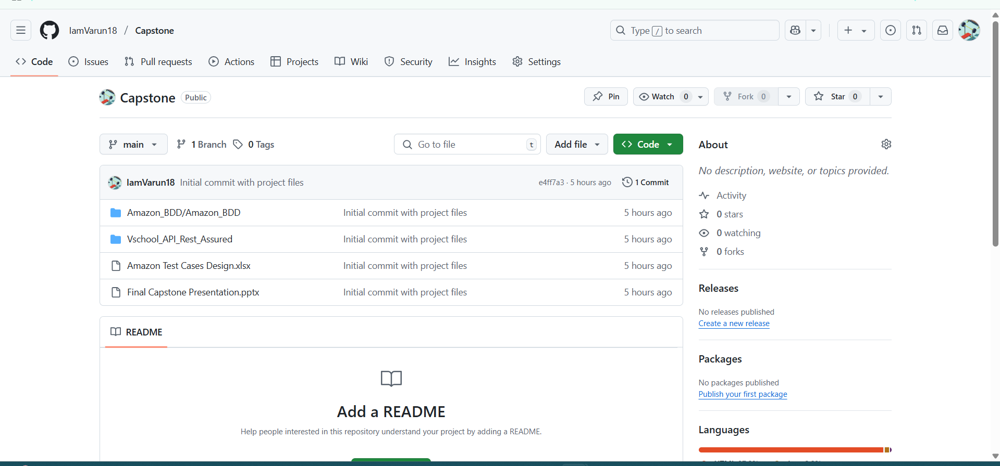 IamVarun18 / Capstone
Type / to search
Code Issues Pull requests Actions Projects Wiki Security Insights Settings
Capstone Public
Pin Watch 0 Fork 0 Star 0
main 1 Branch 0 Tags
Go to file t Add file Code
IamVarun18 Initial commit with project files e4ff7a3 · 5 hours ago 1 Commit
Amazon_BDD/Amazon_BDD Initial commit with project files 5 hours ago
Vschool_API_Rest_Assured Initial commit with project files 5 hours ago
Amazon Test Cases Design.xlsx Initial commit with project files 5 hours ago
Final Capstone Presentation.pptx Initial commit with project files 5 hours ago
README
Add a README
Help people interested in this repository understand your project by adding a README.
About
No description, website, or topics provided.
Activity
0 stars
0 watching
0 forks
Releases
No releases published
Create a new release
Packages
No packages published
Publish your first package
Languages